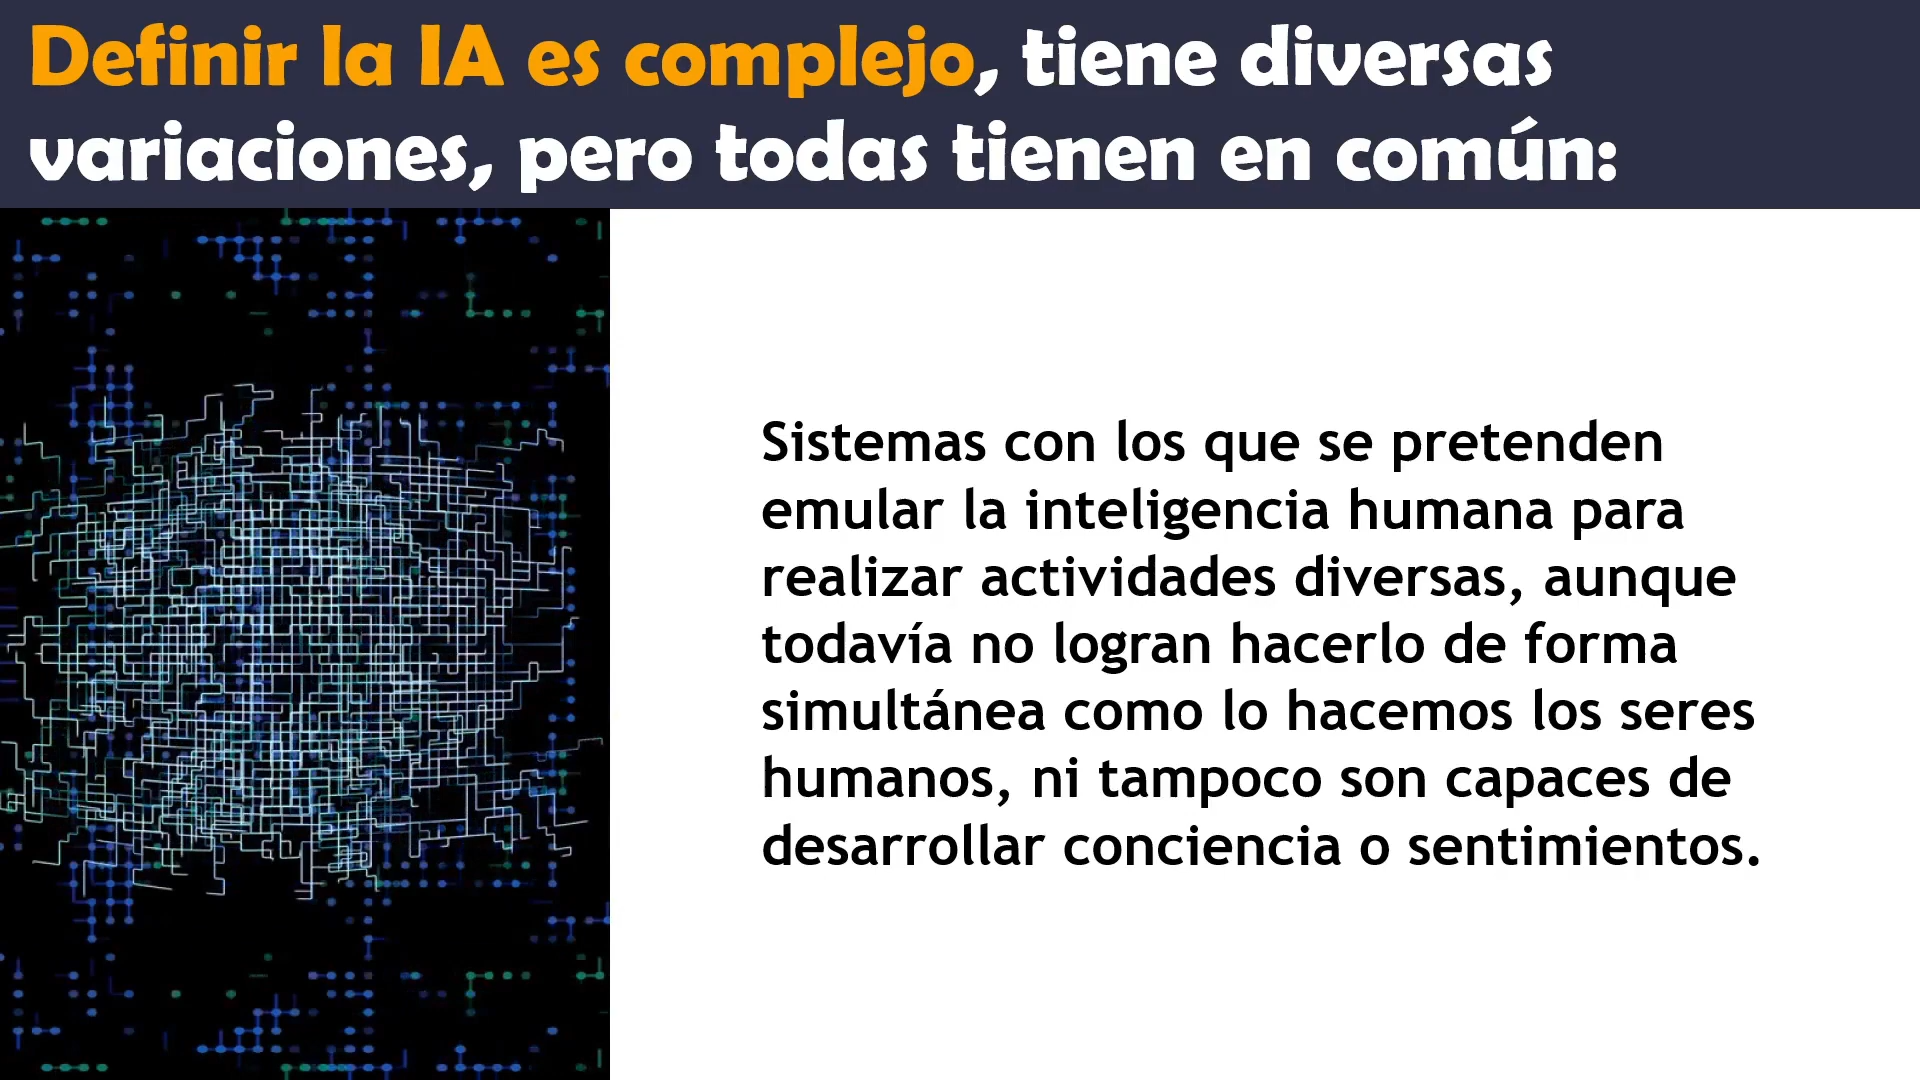 Definir la IA es complejo, tiene diversas
variaciones, pero todas tienen en común:
Sistemas con los que se pretenden
emular la inteligencia humana para
realizar actividades diversas, aunque
todavía no logran hacerlo de forma
simultánea como lo hacemos los seres
humanos, ni tampoco son capaces de
desarrollar conciencia o sentimientos.